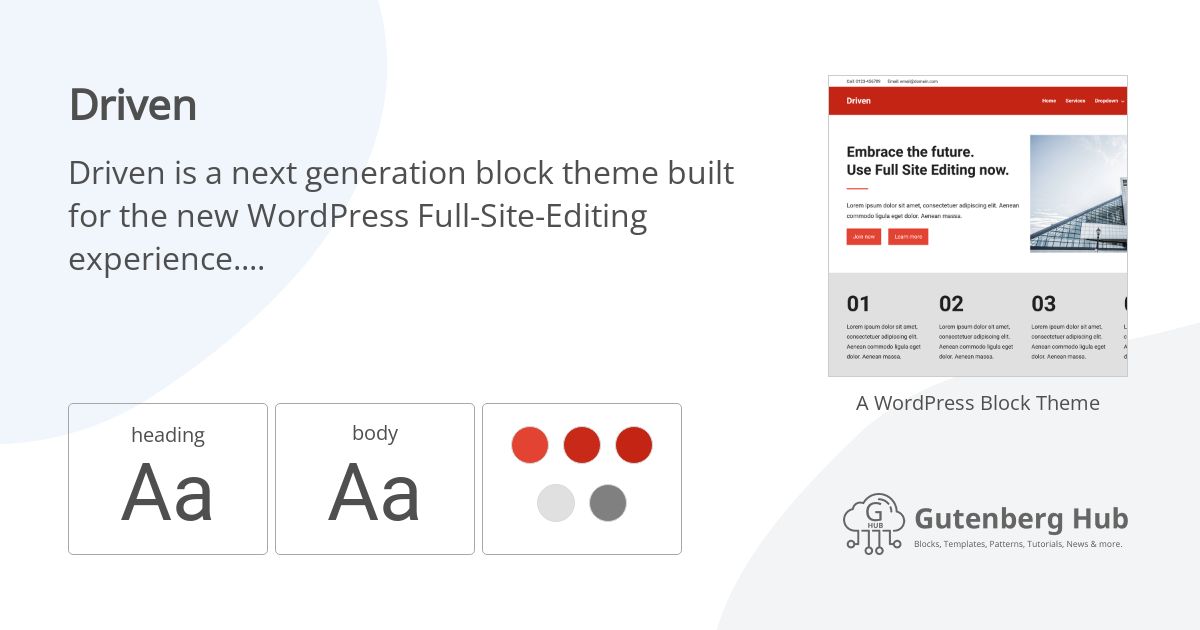 Driven
Driven is a next generation block theme built
for the new WordPress Full-Site-Editing
experience....
heading
Aa
body
Aa
Call 0123-456789 Email: email@domain.com
Driven Home Services Dropdown
Embrace the future.
Use Full Site Editing now.
Lorem ipsum dolor sit amet, consectetuer adipiscing elit. Aenean
commodo ligula eget dolor. Aenean massa.
Join now Learn more
01 02 03
Lorem ipsum dolor sit amet, Lorem ipsum dolor sit amet, Lorem ipsum dolor sit amet,
consectetuer adipiscing elit. consectetuer adipiscing elit. consectetuer adipiscing elit.
Aenean commodo ligula eget Aenean commodo ligula eget Aenean commodo ligula eget
dolor. Aenean massa. dolor. Aenean massa. dolor. Aenean massa.
A WordPress Block Theme
G
HUB
Gutenberg Hub
Blocks, Templates, Patterns, Tutorials, News & more.